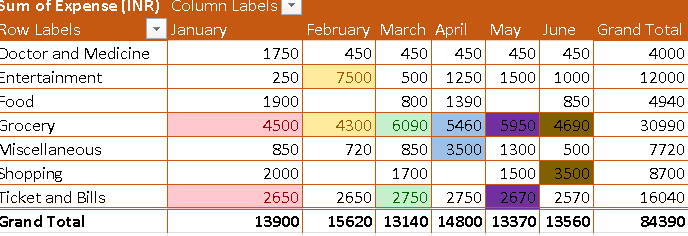 Sum of Expense (INR) Column Labels
Row Labels January February March April May June Grand Total
Doctor and Medicine 1750 450 450 450 450 450 4000
Entertainment 250 7500 500 1250 1500 1000 12000
Food 1900 800 1390 850 4940
Grocery 4500 4300 6090 5460 5950 4690 30990
Miscellaneous 850 720 850 3500 1300 500 7720
Shopping 2000 1700 1500 3500 8700
Ticket and Bills 2650 2650 2750 2750 2670 2570 16040
Grand Total 13900 15620 13140 14800 13370 13560 84390